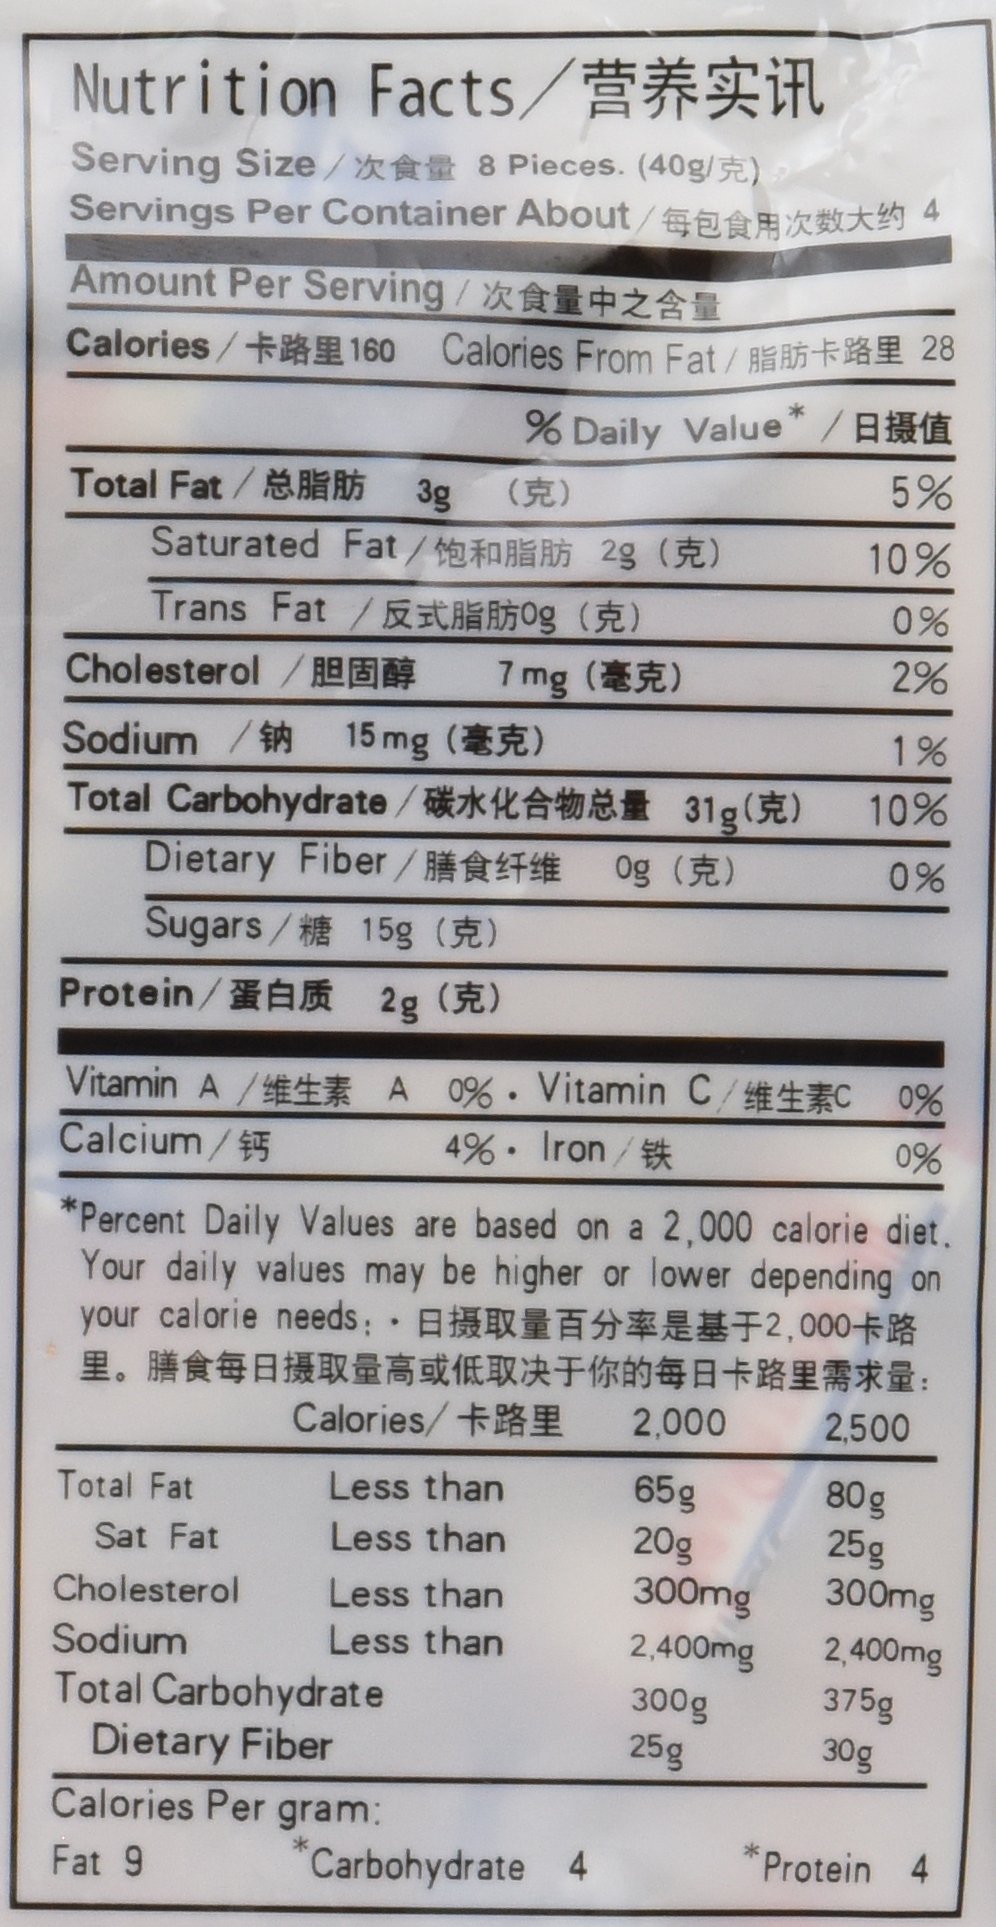 Nutrition Facts/营养实讯
Serving Size/次食量 8 Pieces. (40g/克)
Servings Per Container About/每包食用次数大约 4
Amount Per Serving/次食量中之含量
Calories/卡路里160 Calories From Fat/脂肪卡路里 28
% Daily Value*/日摄值
Total Fat/总脂肪 3g (克) 5%
Saturated Fat/饱和脂肪 2g (克) 10%
Trans Fat/反式脂肪0g (克) 0%
Cholesterol/胆固醇 7mg (毫克) 2%
Sodium/钠 15mg (毫克) 1%
Total Carbohydrate/碳水化合物总量 31g(克) 10%
Dietary Fiber/膳食纤维 0g (克) 0%
Sugars/糖 15g (克)
Protein/蛋白质 2g (克)
Vitamin A/维生素 A 0%· Vitamin C/维生素C 0%
Calcium/钙 4%· Iron/铁 0%
*Percent Daily Values are based on a 2,000 calorie diet.
Your daily values may be higher or lower depending on
your calorie needs:·日摄取量百分率是基于2,000卡路
里。膳食每日摄取量高或低取决于你的每日卡路里需求量:
Calories/卡路里 2,000 2,500
Total Fat Less than 65g 80g
Sat Fat Less than 20g 25g
Cholesterol Less than 300mg 300mg
Sodium Less than 2,400mg 2,400mg
Total Carbohydrate 300g 375g
Dietary Fiber 25g 30g
Calories Per gram:
Fat 9 *Carbohydrate 4 *Protein 4